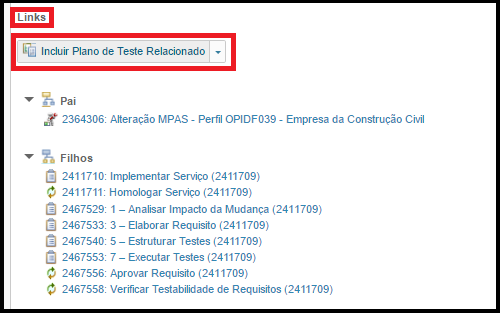 Links
Incluir Plano de Teste Relacionado
Pai
2364306: Alteração MPAS - Perfil OPIDF039 - Empresa da Construção Civil
Filhos
2411710: Implementar Serviço (2411709)
2411711: Homologar Serviço (2411709)
2467529: 1 – Analisar Impacto da Mudança (2411709)
2467533: 3 – Elaborar Requisito (2411709)
2467540: 5 – Estruturar Testes (2411709)
2467553: 7 – Executar Testes (2411709)
2467556: Aprovar Requisito (2411709)
2467558: Verificar Testabilidade de Requisitos (2411709)